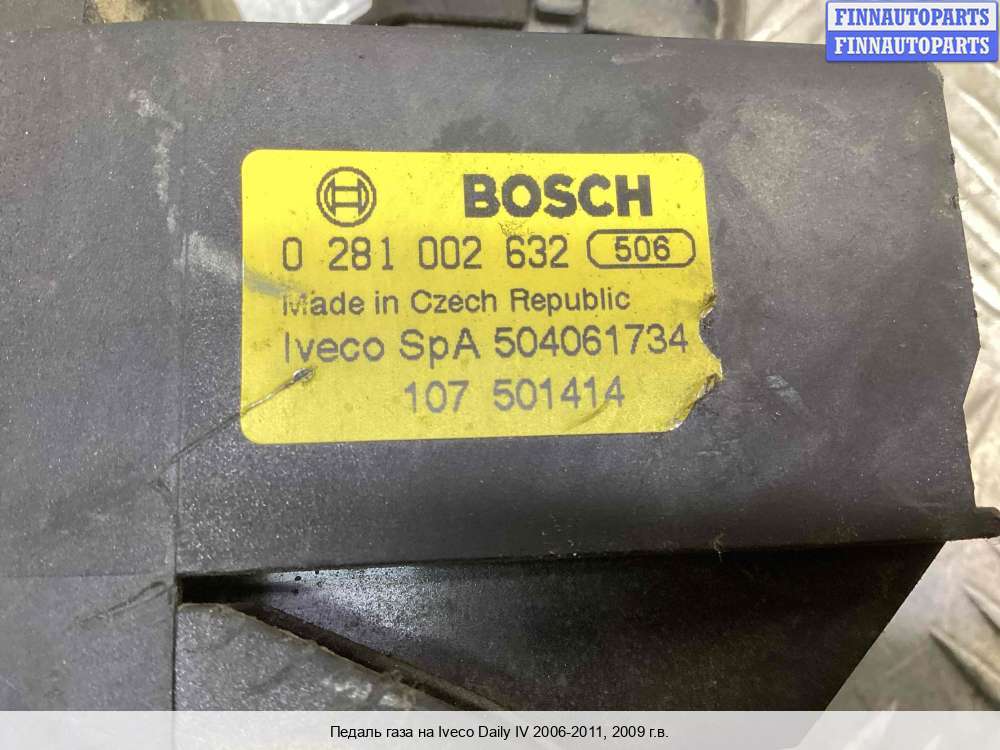 FINNAUTOPARTS
FINNAUTOPARTS
BOSCH
0 281 002 632 506
Made in Czech Republic
Iveco SpA 504061734
107 501414
Педаль газа на Iveco Daily IV 2006-2011, 2009 г.в.